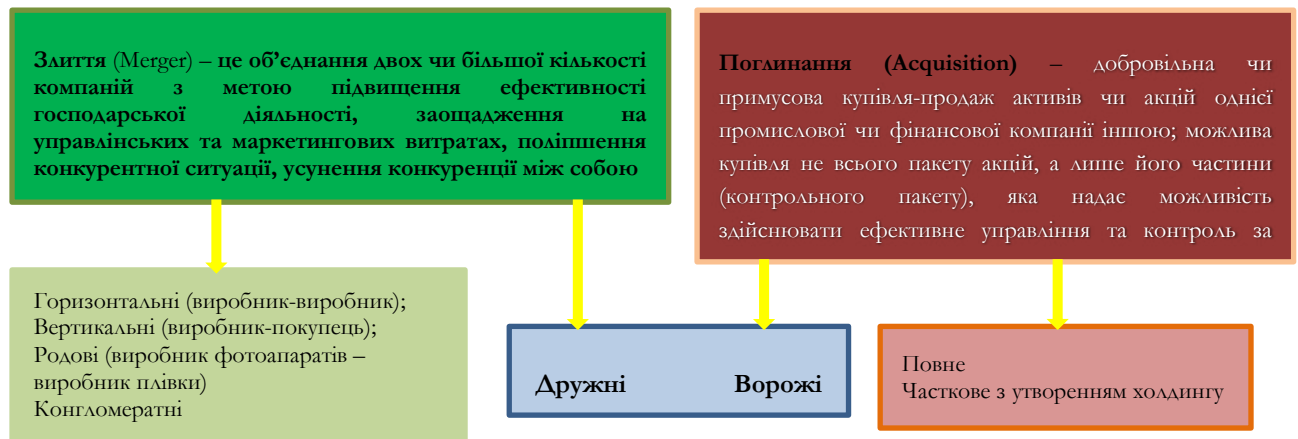 Злиття (Merger) – це об’єднання двох чи більшої кількості
компаній з метою підвищення ефективності
господарської діяльності, заощадження на
управлінських та маркетингових витратах, поліпшення
конкурентної ситуації, усунення конкуренції між собою
Поглинання (Acquisition) – добровільна чи
примусова купівля-продаж активів чи акцій однієї
промислової чи фінансової компанії іншою; можлива
купівля не всього пакету акцій, а лише його частини
(контрольного пакету), яка надає можливість
здійснювати ефективне управління та контроль за
Горизонтальні (виробник-виробник);
Вертикальні (виробник-покупець);
Родові (виробник фотоапаратів –
виробник плівки)
Конгломератні
Дружні Ворожі
Повне
Часткове з утворенням холдингу